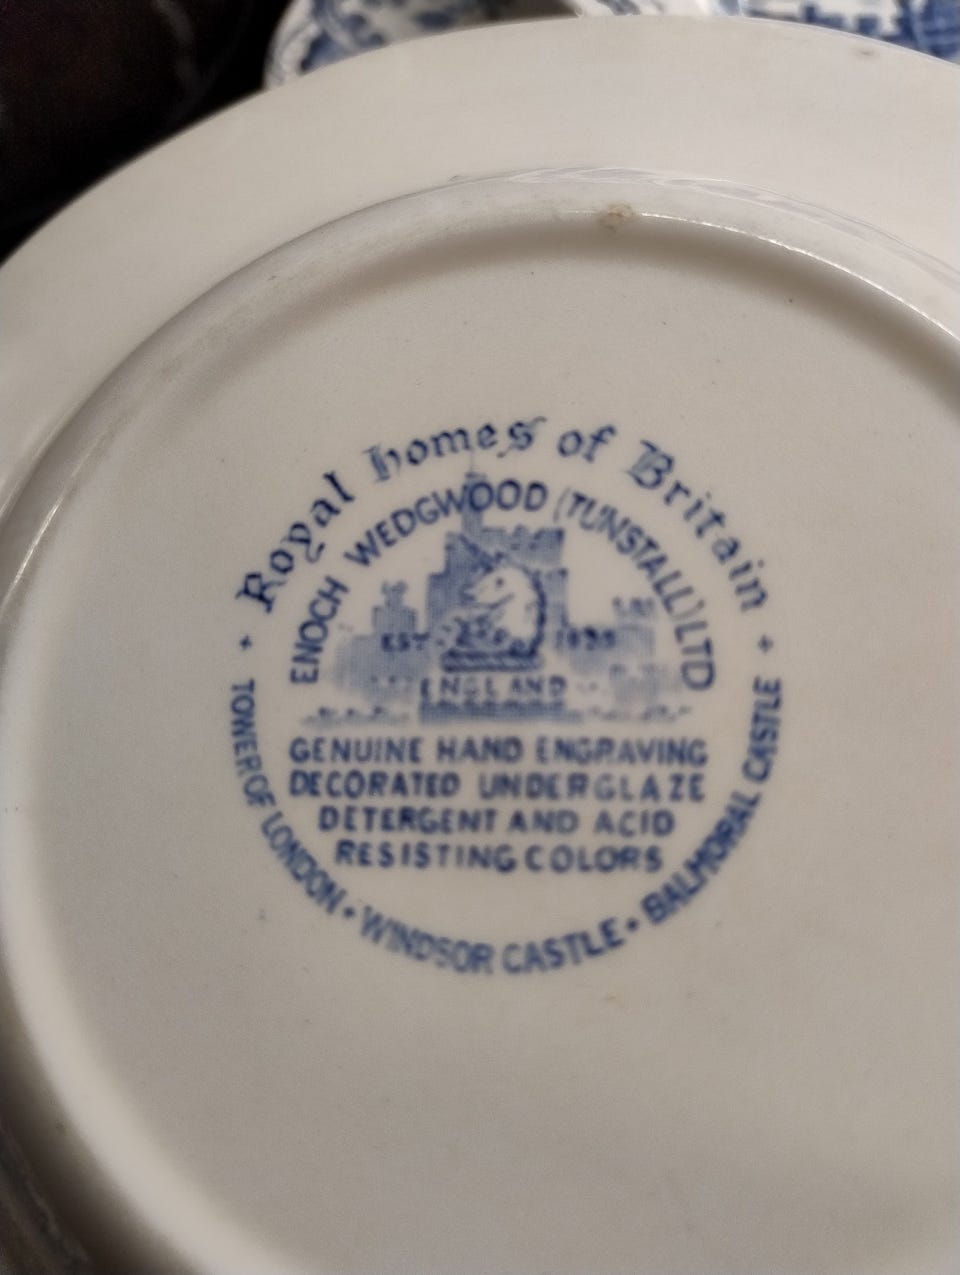 Royal homes of Britain
ENOCH WEDGWOOD (TUNSTALL) LTD
EST 1835
ENGLAND
GENUINE HAND ENGRAVING
DECORATED UNDERGLAZE
DETERGENT AND ACID
RESISTING COLORS
TOWER OF LONDON • WINDSOR CASTLE • BALMORAL CASTLE